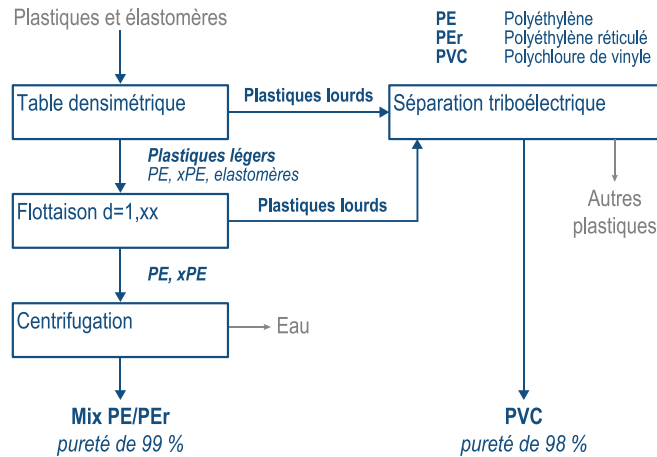 Plastiques et élastomères
PE Polyéthylène
PEr Polyéthylène réticulé
PVC Polychloure de vinyle
Table densimétrique
Plastiques lourds
Séparation triboélectrique
Plastiques légers
PE, xPE, elastomères
Flottaison d=1,xx
Plastiques lourds
Autres
plastiques
PE, xPE
Centrifugation
Eau
Mix PE/PEr
pureté de 99 %
PVC
pureté de 98 %